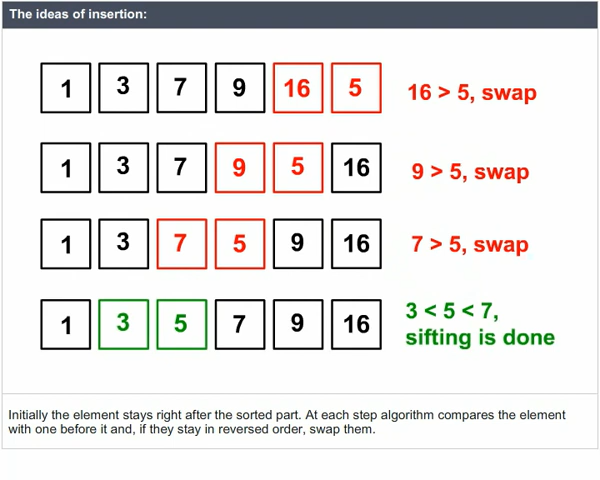 The ideas of insertion:
1 3 7 9 16 5 16 > 5, swap
1 3 7 9 5 16 9 > 5, swap
1 3 7 5 9 16 7 > 5, swap
1 3 5 7 9 16 3 < 5 < 7,
sifting is done
Initially the element stays right after the sorted part. At each step algorithm compares the element
with one before it and, if they stay in reversed order, swap them.